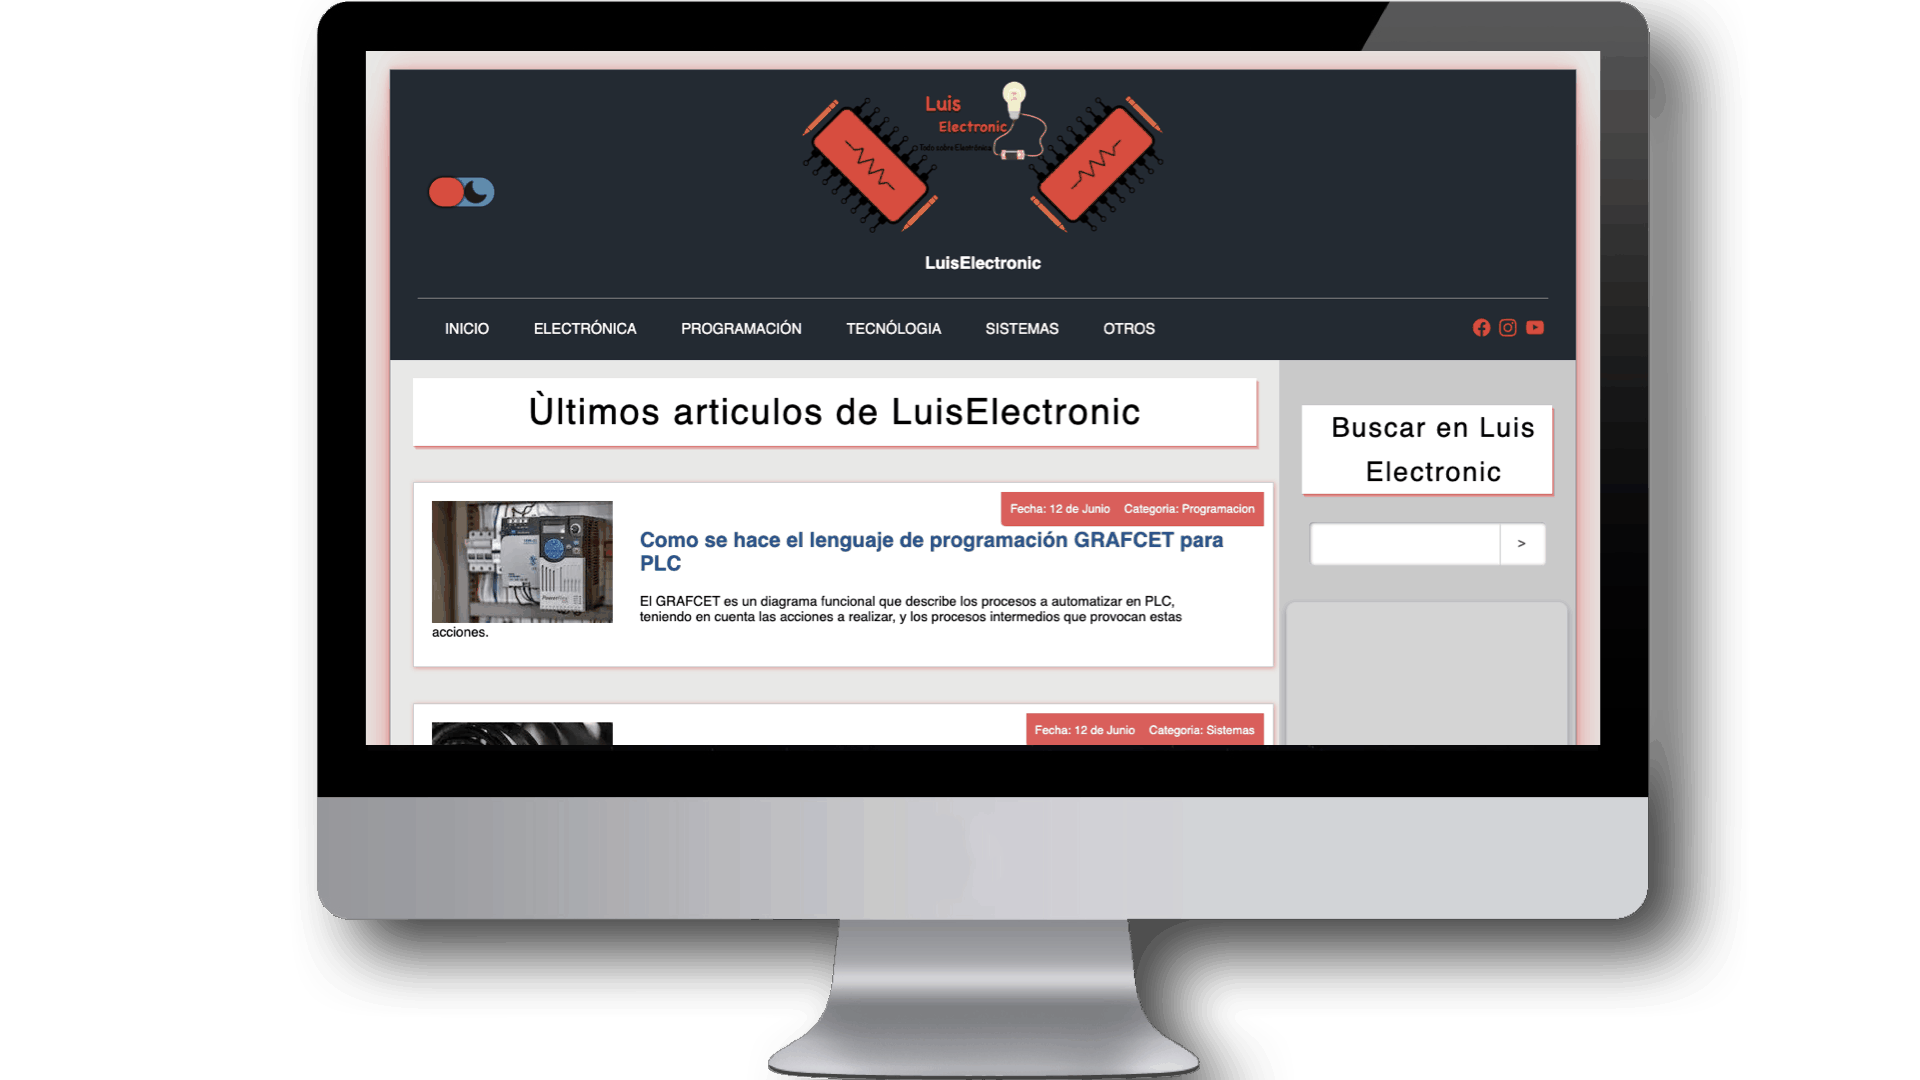 Luis
Electronic
Todo sobre Electrónica
LuisElectronic
INICIO ELECTRÓNICA PROGRAMACIÓN TECNÓLOGIA SISTEMAS OTROS
Ùltimos articulos de LuisElectronic
Buscar en Luis
Electronic
>
Fecha: 12 de Junio Categoria: Programacion
Como se hace el lenguaje de programación GRAFCET para
PLC
El GRAFCET es un diagrama funcional que describe los procesos a automatizar en PLC,
teniendo en cuenta las acciones a realizar, y los procesos intermedios que provocan estas
acciones.
Fecha: 12 de Junio Categoria: Sistemas